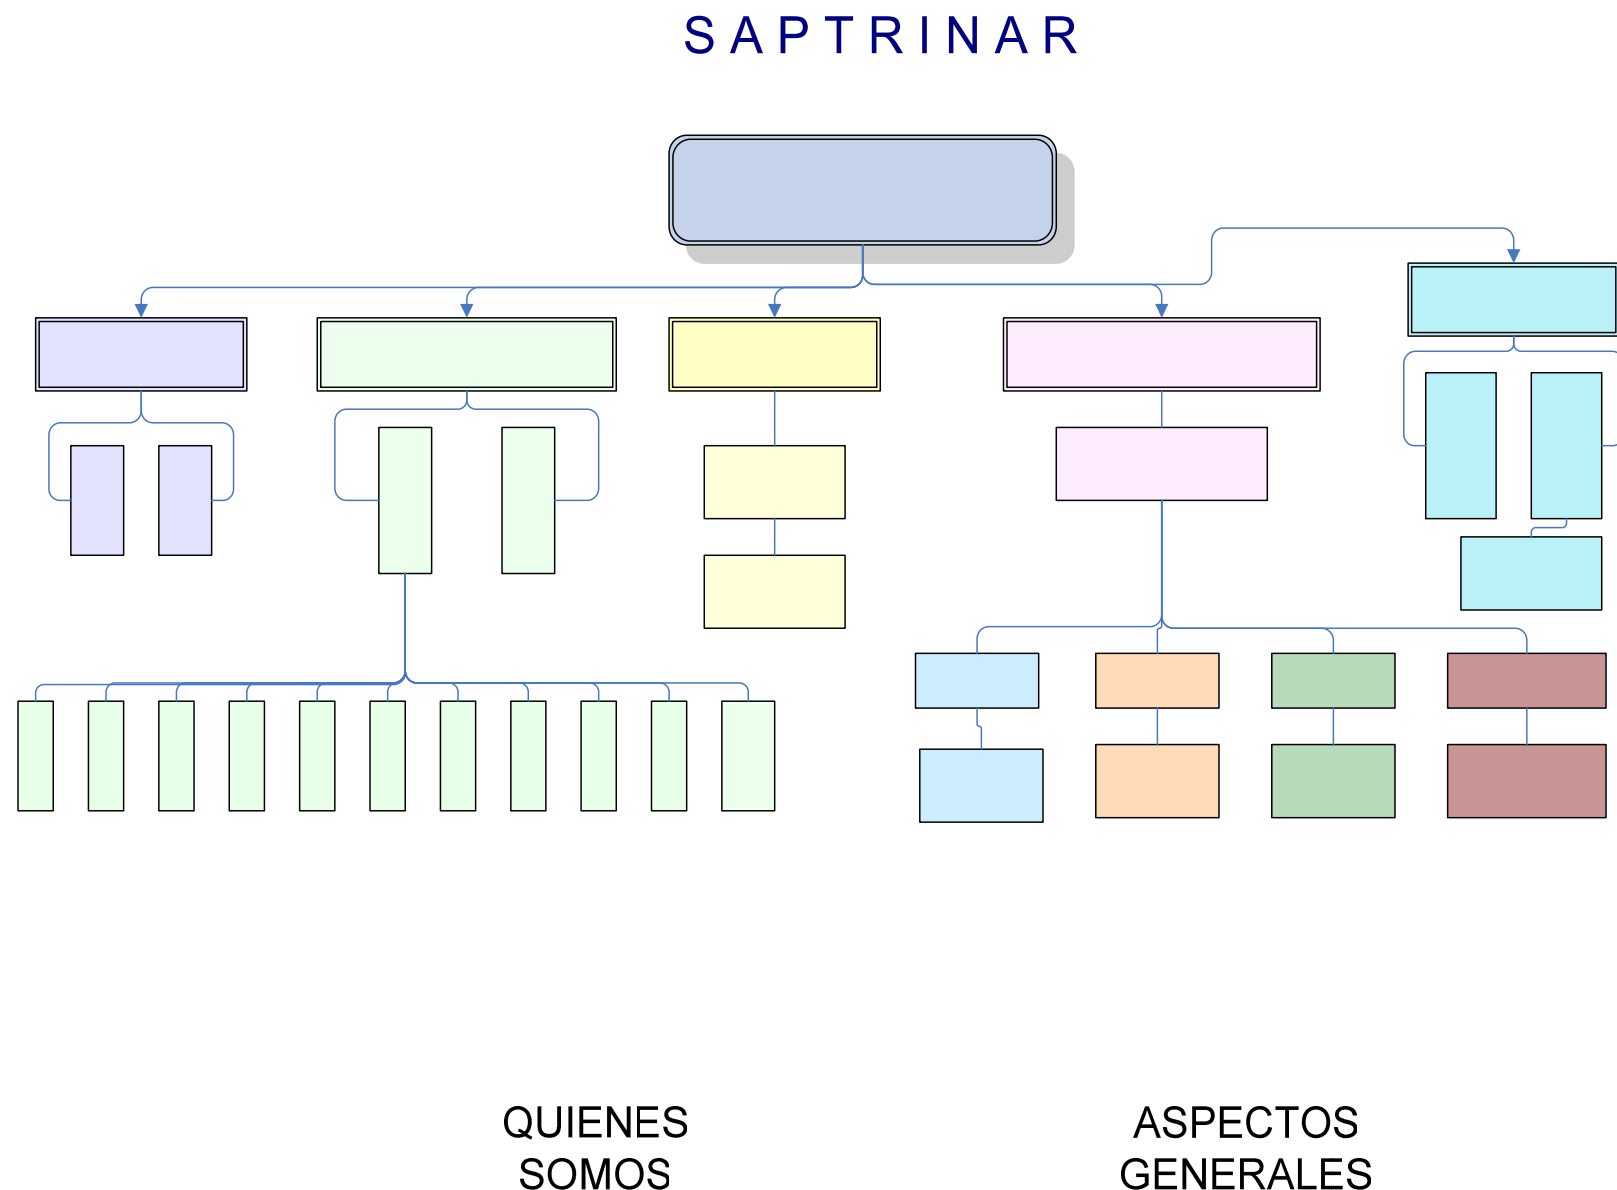 S A P T R I N A R
QUIENES
SOMOS
ASPECTOS
GENERALES